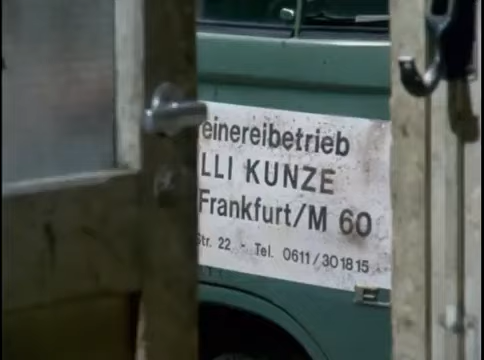 einereibetrieb
LLI KUNZE
Frankfurt/M 60
Str. 22 - Tel. 0611/301815